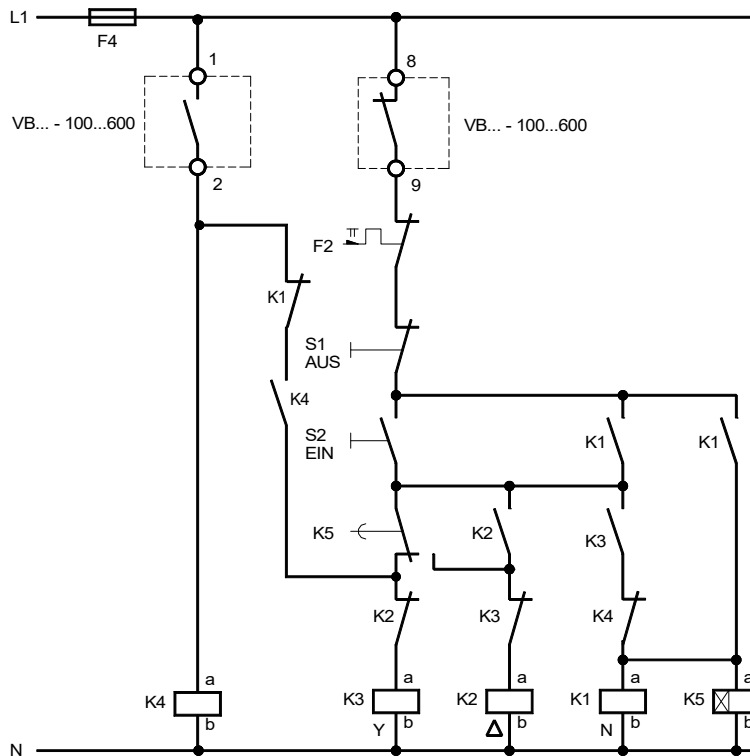 L1
F4
1
8
VB... - 100...600
VB... - 100...600
2
9
F2
K1
S1
AUS
K4
S2
EIN
K1
K1
K5
K2
K3
K2
K3
K4
a
a
a
a
a
K4
K3
K2
K1
K5
b
b
b
b
b
Y
Δ
N
N